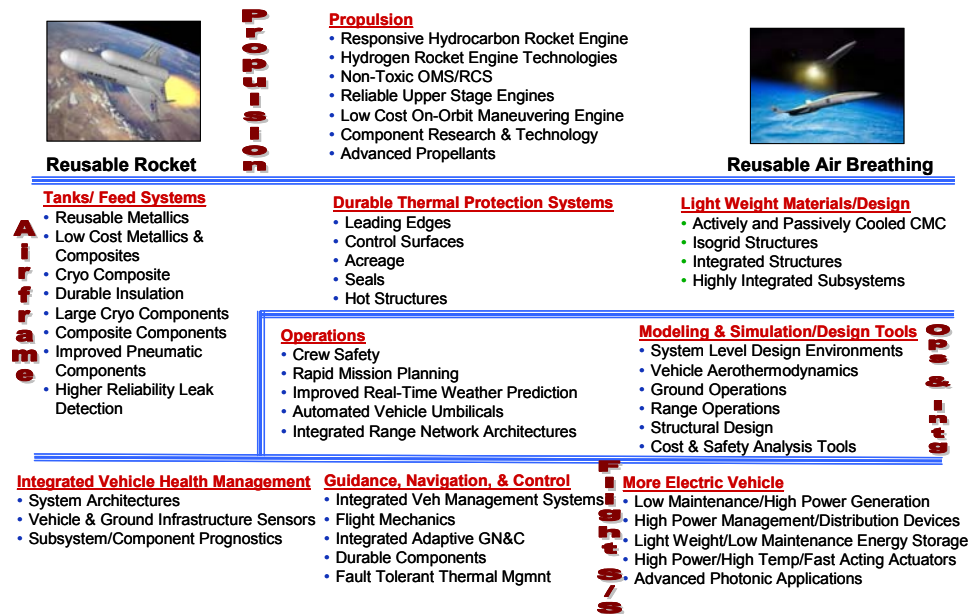 Propulsion
Propulsion
• Responsive Hydrocarbon Rocket Engine
• Hydrogen Rocket Engine Technologies
• Non-Toxic OMS/RCS
• Reliable Upper Stage Engines
• Low Cost On-Orbit Maneuvering Engine
• Component Research & Technology
• Advanced Propellants
Reusable Rocket
Reusable Air Breathing
Airframe
Tanks/ Feed Systems
• Reusable Metallics
• Low Cost Metallics &
Composites
• Cryo Composite
• Durable Insulation
• Large Cryo Components
• Composite Components
• Improved Pneumatic
Components
• Higher Reliability Leak
Detection
Durable Thermal Protection Systems
• Leading Edges
• Control Surfaces
• Acreage
• Seals
• Hot Structures
Light Weight Materials/Design
• Actively and Passively Cooled CMC
• Isogrid Structures
• Integrated Structures
• Highly Integrated Subsystems
Operations
• Crew Safety
• Rapid Mission Planning
• Improved Real-Time Weather Prediction
• Automated Vehicle Umbilicals
• Integrated Range Network Architectures
Modeling & Simulation/Design Tools
• System Level Design Environments
• Vehicle Aerothermodynamics
• Ground Operations
• Range Operations
• Structural Design
• Cost & Safety Analysis Tools
Ops & Intg
Integrated Vehicle Health Management
• System Architectures
• Vehicle & Ground Infrastructure Sensors
• Subsystem/Component Prognostics
Guidance, Navigation, & Control
• Integrated Veh Management Systems
• Flight Mechanics
• Integrated Adaptive GN&C
• Durable Components
• Fault Tolerant Thermal Mgmnt
Flight S/S
More Electric Vehicle
• Low Maintenance/High Power Generation
• High Power Management/Distribution Devices
• Light Weight/Low Maintenance Energy Storage
• High Power/High Temp/Fast Acting Actuators
• Advanced Photonic Applications